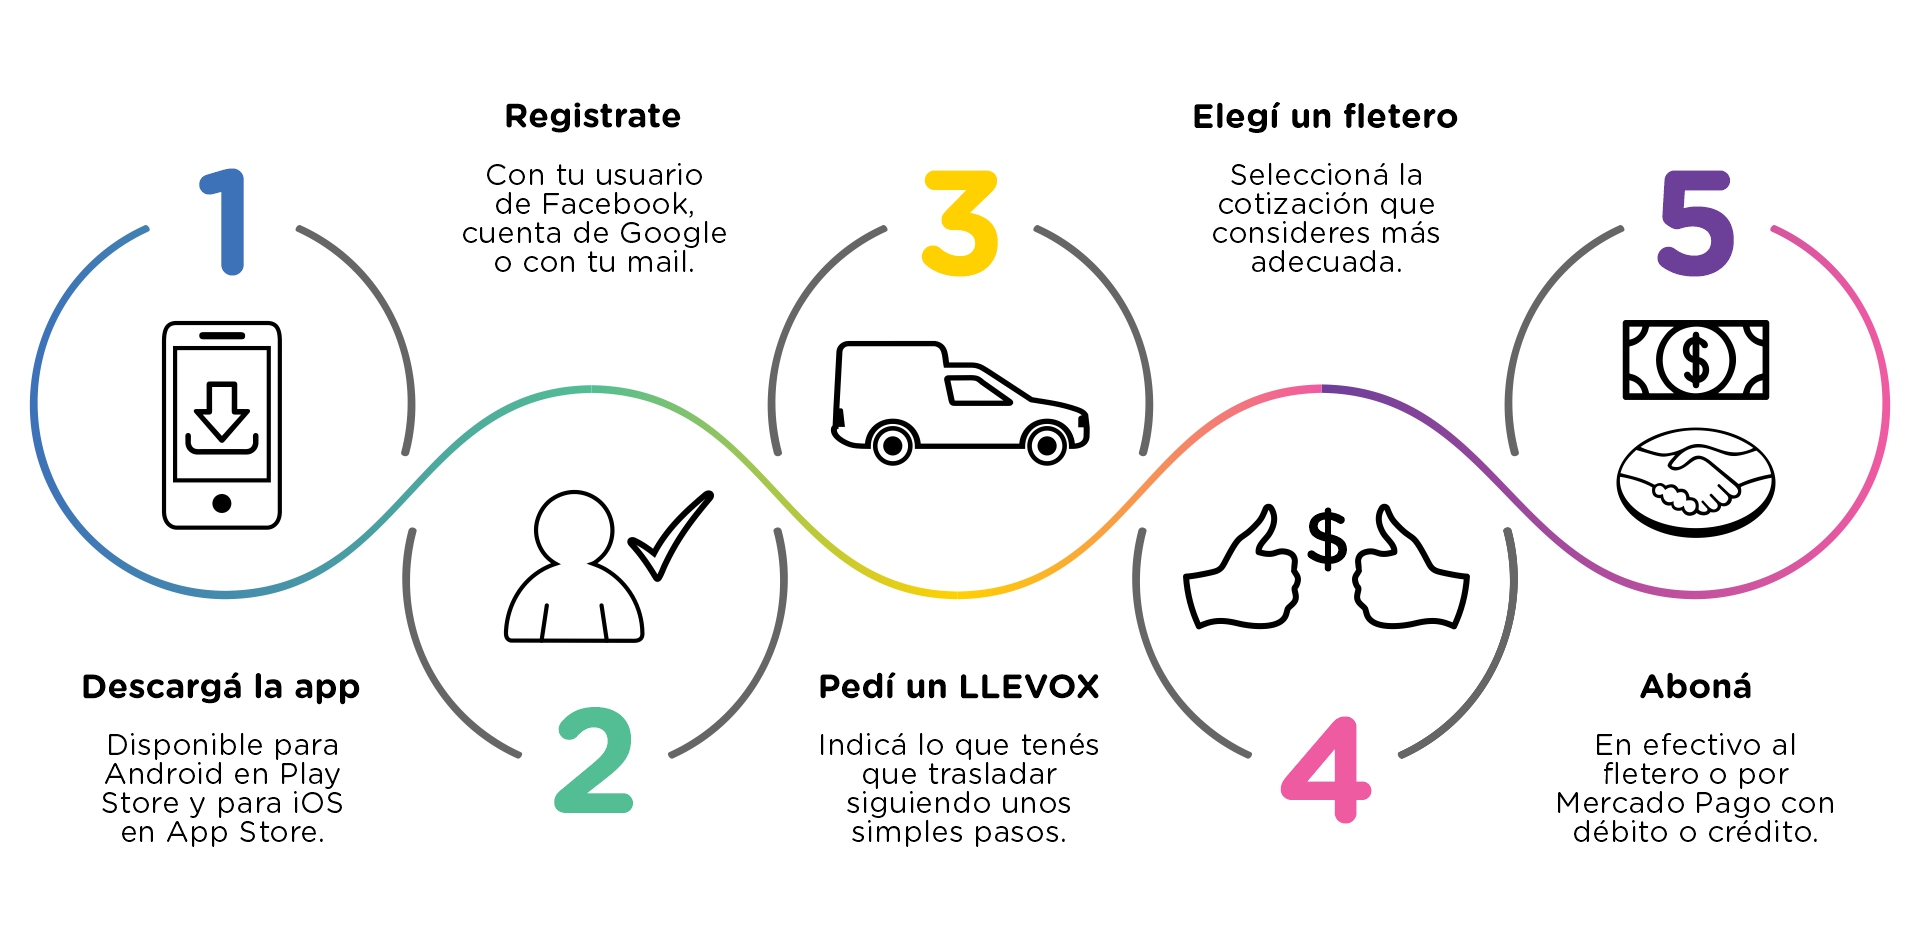 1
Descargá la app
Disponible para
Android en Play
Store y para iOS
en App Store.
Registrate
Con tu usuario
de Facebook,
cuenta de Google
o con tu mail.
2
3
Pedí un LLEVOX
Indicá lo que tenés
que trasladar
siguiendo unos
simples pasos.
Elegí un fletero
Seleccioná la
cotización que
consideres más
adecuada.
$
4
5
$
Aboná
En efectivo al
fletero o por
Mercado Pago con
débito o crédito.